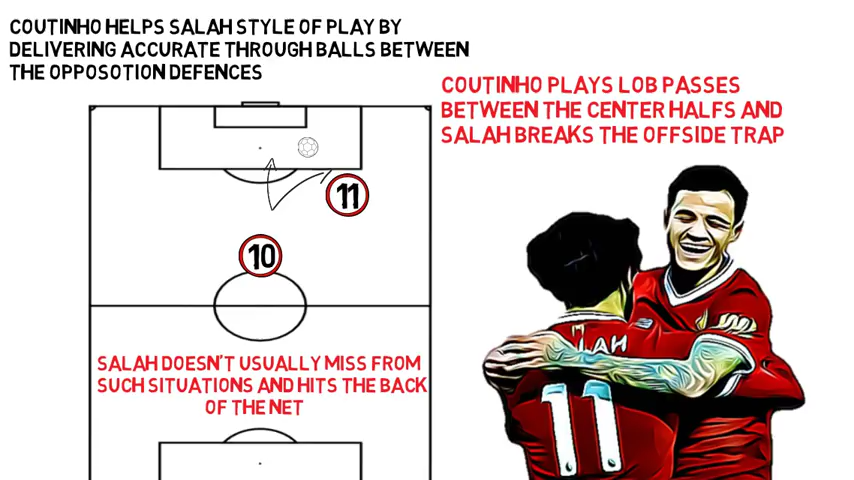 COUTINHO HELPS SALAH STYLE OF PLAY BY
DELIVERING ACCURATE THROUGH BALLS BETWEEN
THE OPPOSOTION DEFENCES
COUTINHO PLAYS LOB PASSES
BETWEEN THE CENTER HALFS AND
SALAH BREAKS THE OFFSIDE TRAP
11
10
SALAH DOESN'T USUALLY MISS FROM
SUCH SITUATIONS AND HITS THE BACK
OF THE NET
LAH
11